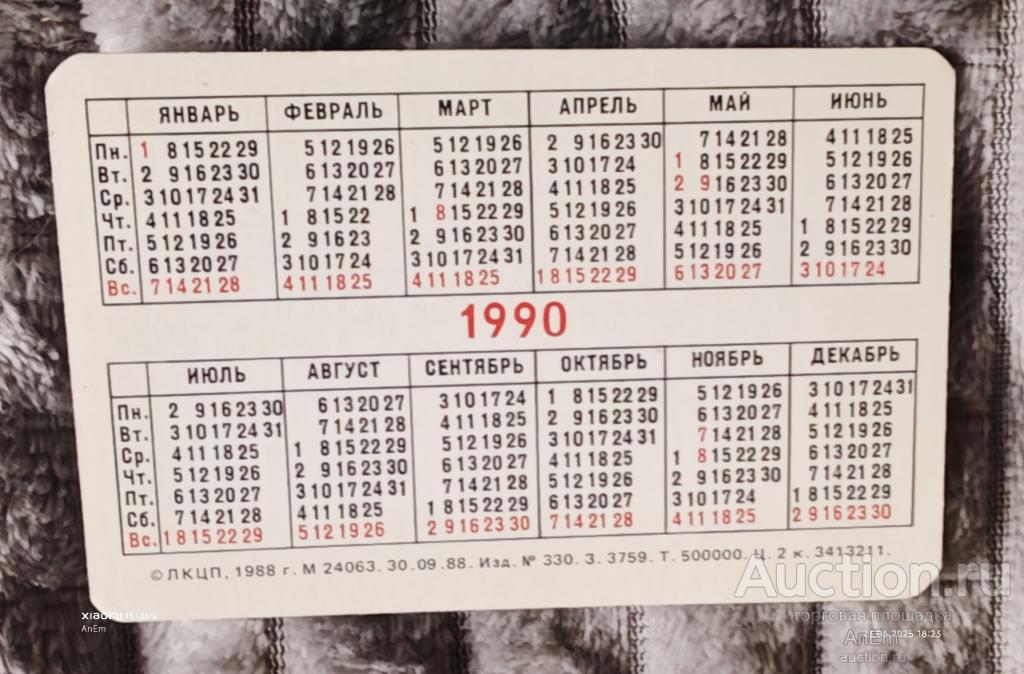 ЯНВАРЬ ФЕВРАЛЬ МАРТ АПРЕЛЬ МАЙ ИЮНЬ
Пн. 1 8 15 22 29 5 12 19 26 5 12 19 26 2 9 16 23 30 7 14 21 28 4 11 18 25
Вт. 2 9 16 23 30 6 13 20 27 6 13 20 27 3 10 17 24 1 8 15 22 29 5 12 19 26
Ср. 3 10 17 24 31 7 14 21 28 7 14 21 28 4 11 18 25 2 9 16 23 30 6 13 20 27
Чт. 4 11 18 25 1 8 15 22 1 8 15 22 29 5 12 19 26 3 10 17 24 31 7 14 21 28
Пт. 5 12 19 26 2 9 16 23 2 9 16 23 30 6 13 20 27 4 11 18 25 1 8 15 22 29
Сб. 6 13 20 27 3 10 17 24 3 10 17 24 31 7 14 21 28 5 12 19 26 2 9 16 23 30
Вс. 7 14 21 28 4 11 18 25 4 11 18 25 1 8 15 22 29 6 13 20 27 3 10 17 24
1990
ИЮЛЬ АВГУСТ СЕНТЯБРЬ ОКТЯБРЬ НОЯБРЬ ДЕКАБРЬ
Пн. 2 9 16 23 30 6 13 20 27 3 10 17 24 1 8 15 22 29 5 12 19 26 3 10 17 24 31
Вт. 3 10 17 24 31 7 14 21 28 4 11 18 25 2 9 16 23 30 6 13 20 27 4 11 18 25
Ср. 4 11 18 25 1 8 15 22 29 5 12 19 26 3 10 17 24 31 7 14 21 28 5 12 19 26
Чт. 5 12 19 26 2 9 16 23 30 6 13 20 27 4 11 18 25 1 8 15 22 29 6 13 20 27
Пт. 6 13 20 27 3 10 17 24 31 7 14 21 28 5 12 19 26 2 9 16 23 30 7 14 21 28
Сб. 7 14 21 28 4 11 18 25 1 8 15 22 29 6 13 20 27 3 10 17 24 1 8 15 22 29
Вс. 1 8 15 22 29 5 12 19 26 2 9 16 23 30 7 14 21 28 4 11 18 25 2 9 16 23 30
© ЛКЦП, 1988 г. М 24063. 30.09.88. Изд. № 330. З. 3759. Т. 500000. Ц. 2 к. 3413211.
Auction.ru
торговая площадка
AnEm
auction.ru
xiaomi 15 Ultra
AnEm
2025 18:23